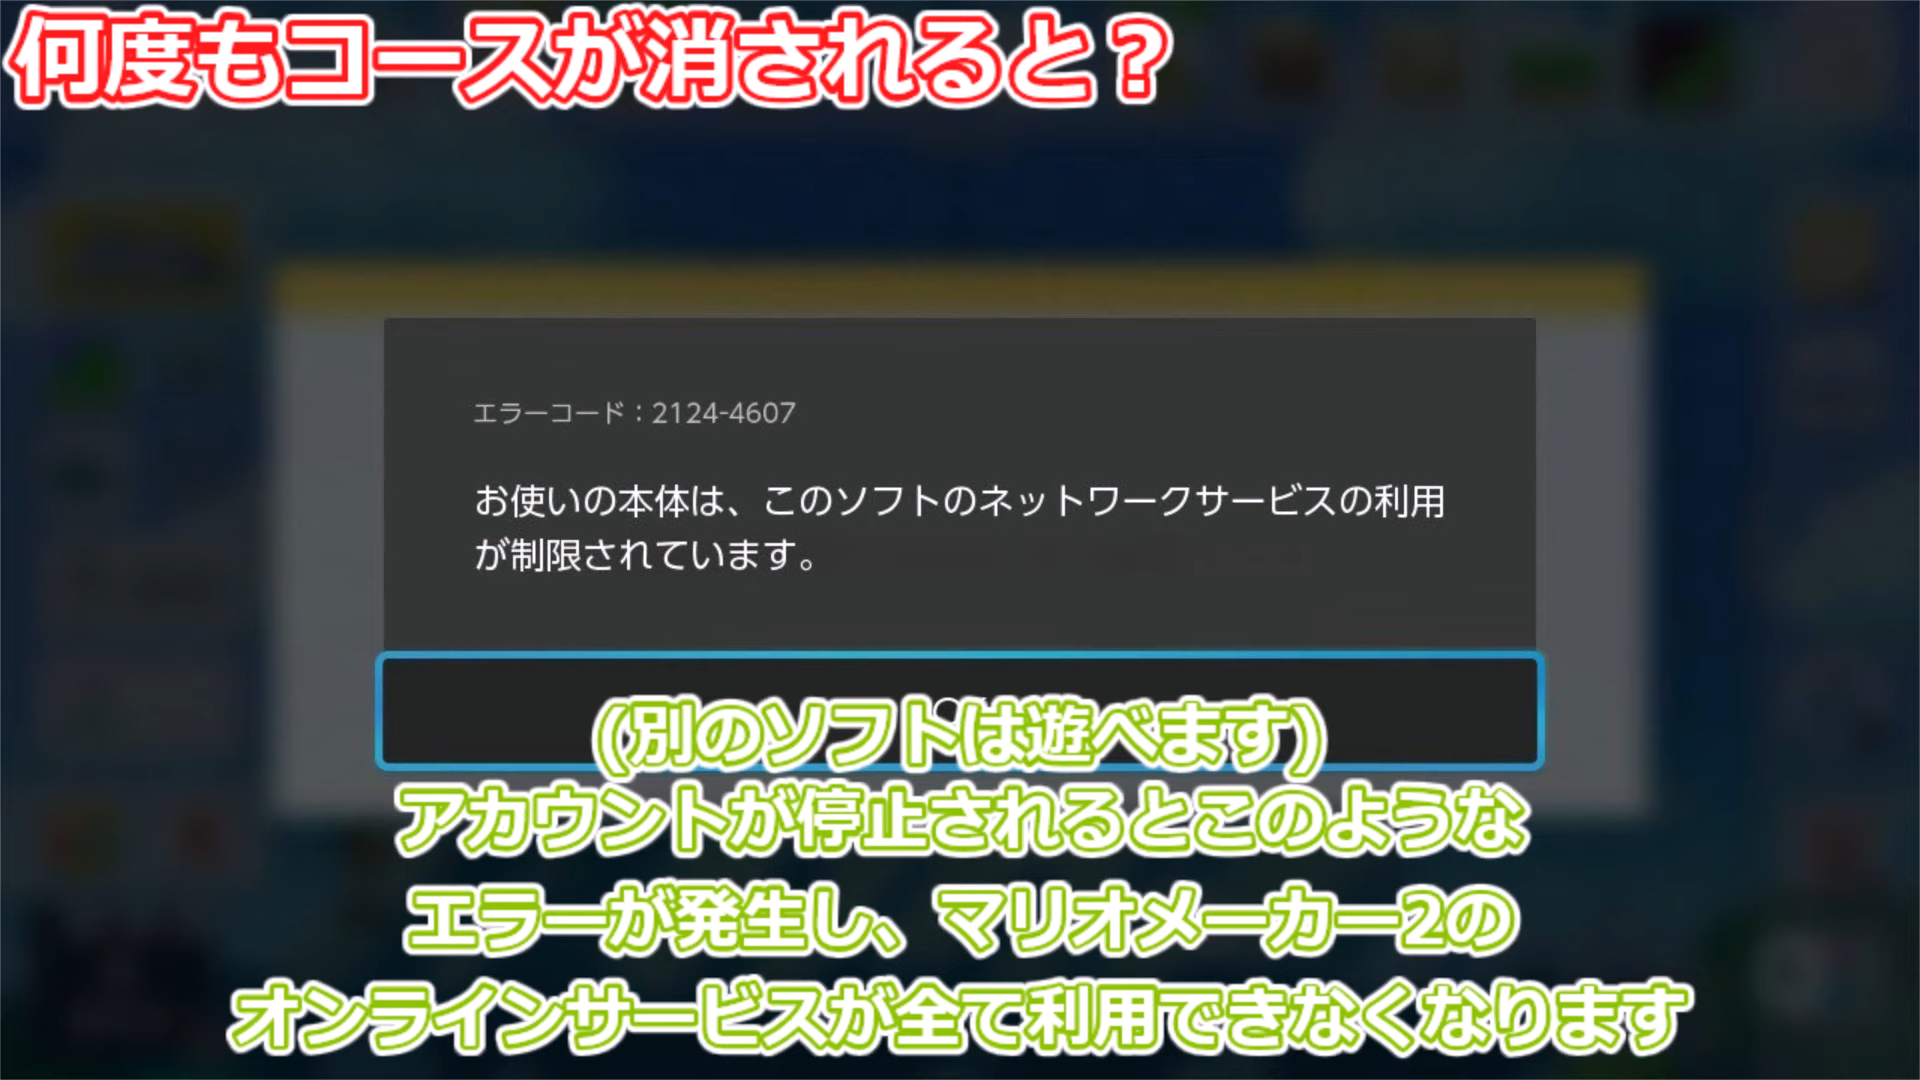 何度もコースが消されると？
エラーコード：2124-4607
お使いの本体は、このソフトのネットワークサービスの利用
が制限されています。
(別のソフトは遊べます)
アカウントが停止されるとこのような
エラーが発生し、マリオメーカー2の
オンラインサービスが全て利用できなくなります